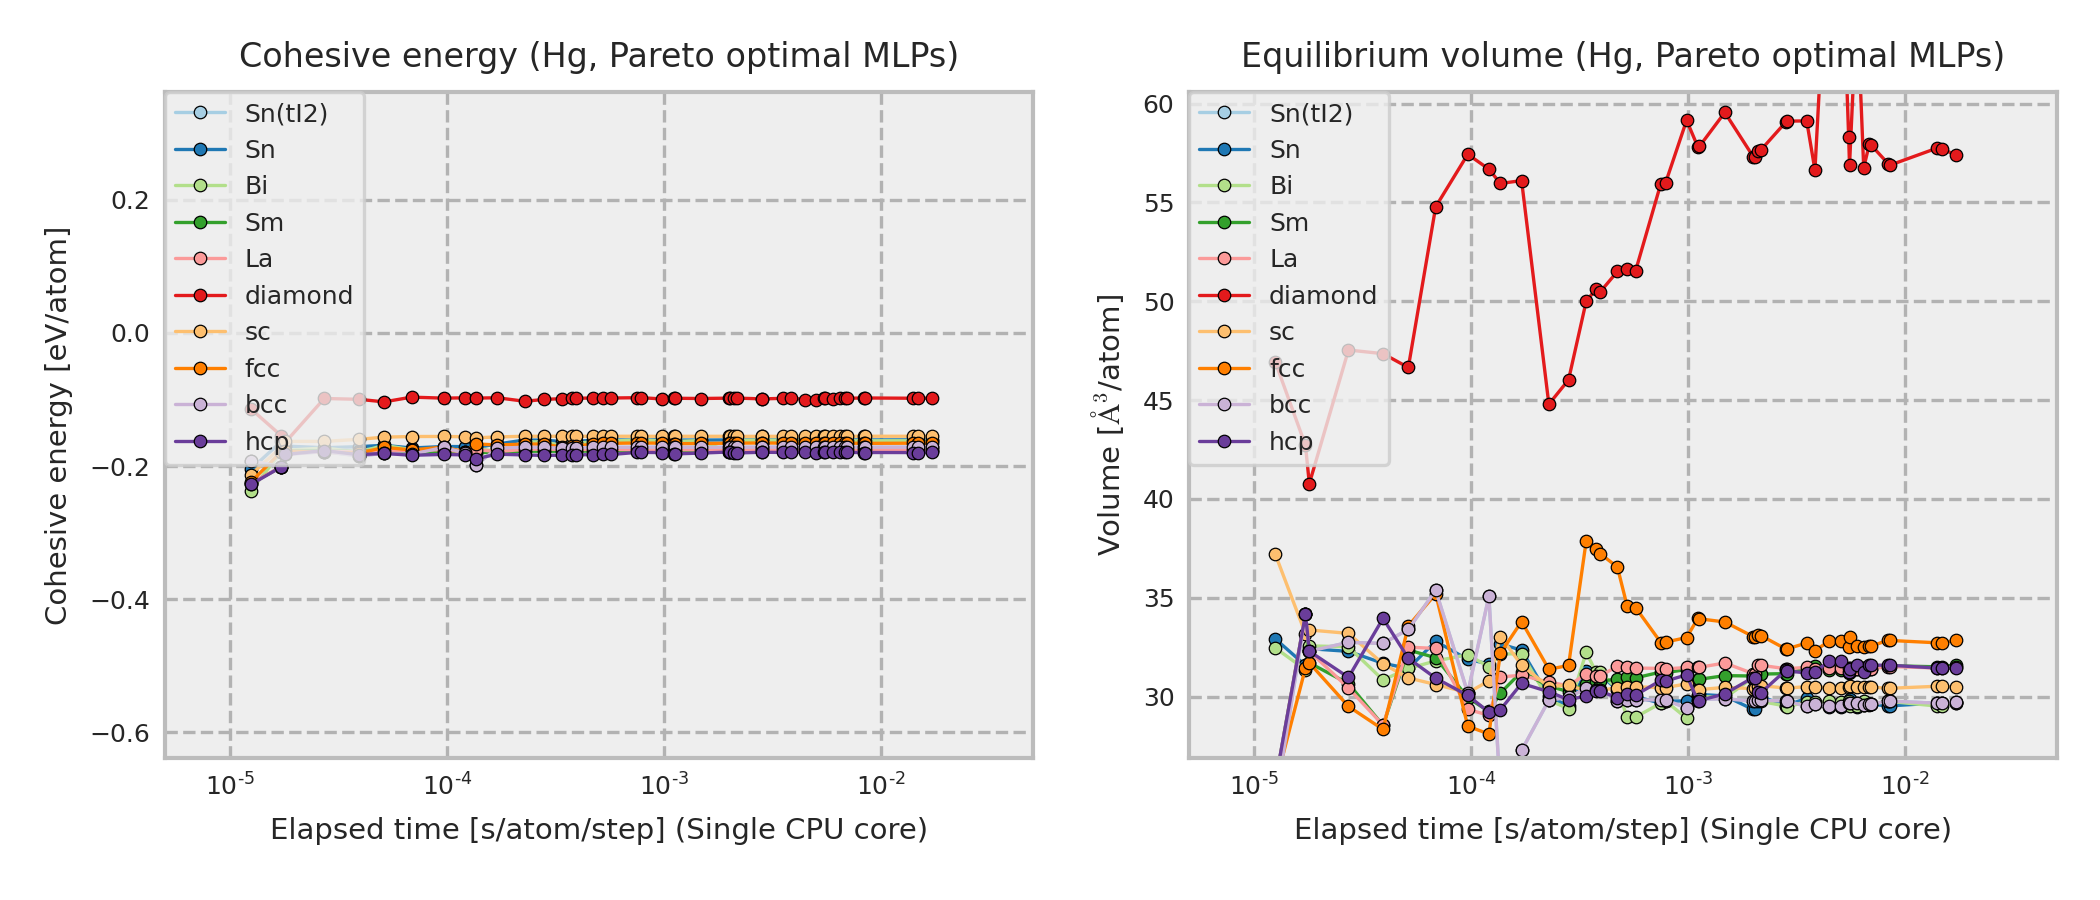 Cohesive energy (Hg, Pareto optimal MLPs)
Cohesive energy [eV/atom]
0.2
0.0
−0.2
−0.4
−0.6
Sn(tI2)
Sn
Bi
Sm
La
diamond
sc
fcc
bcc
hcp
10⁻⁵
10⁻⁴
10⁻³
10⁻²
Elapsed time [s/atom/step] (Single CPU core)
Equilibrium volume (Hg, Pareto optimal MLPs)
Volume [Å³/atom]
60
55
50
45
40
35
30
Sn(tI2)
Sn
Bi
Sm
La
diamond
sc
fcc
bcc
hcp
10⁻⁵
10⁻⁴
10⁻³
10⁻²
Elapsed time [s/atom/step] (Single CPU core)